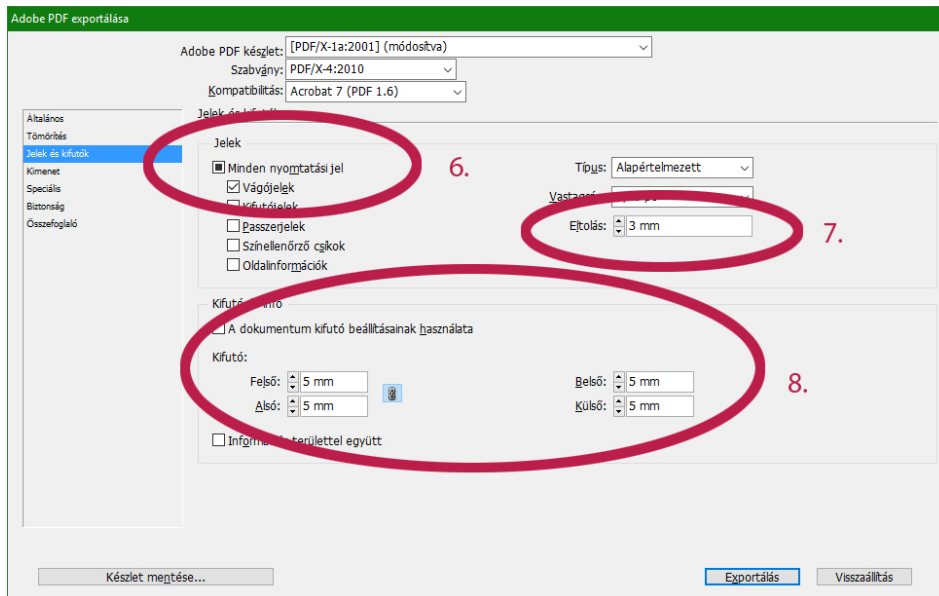 Adobe PDF exportálása
Adobe PDF készlet: [PDF/X-1a:2001] (módosítva)
Szabvány: PDF/X-4:2010
Kompatibilitás: Acrobat 7 (PDF 1.6)
Általános
Tömörítés
Jelek és kifutók
Kimenet
Speciális
Biztonság
Összefoglaló
Jelek és
Jelek
Minden nyomtatási jel
Vágójelek
Kifutójelek
Passzerjelek
Színellenőrző csíkok
Oldalinformációk
6.
Típus: Alapértelmezett
Eltolás: 3 mm
7.
A dokumentum kifutó beállításainak használata
Kifutó:
Felső: 5 mm
Alsó: 5 mm
Belső: 5 mm
Külső: 5 mm
8.
területtel együtt
Készlet mentése...
Exportálás
Visszaállítás